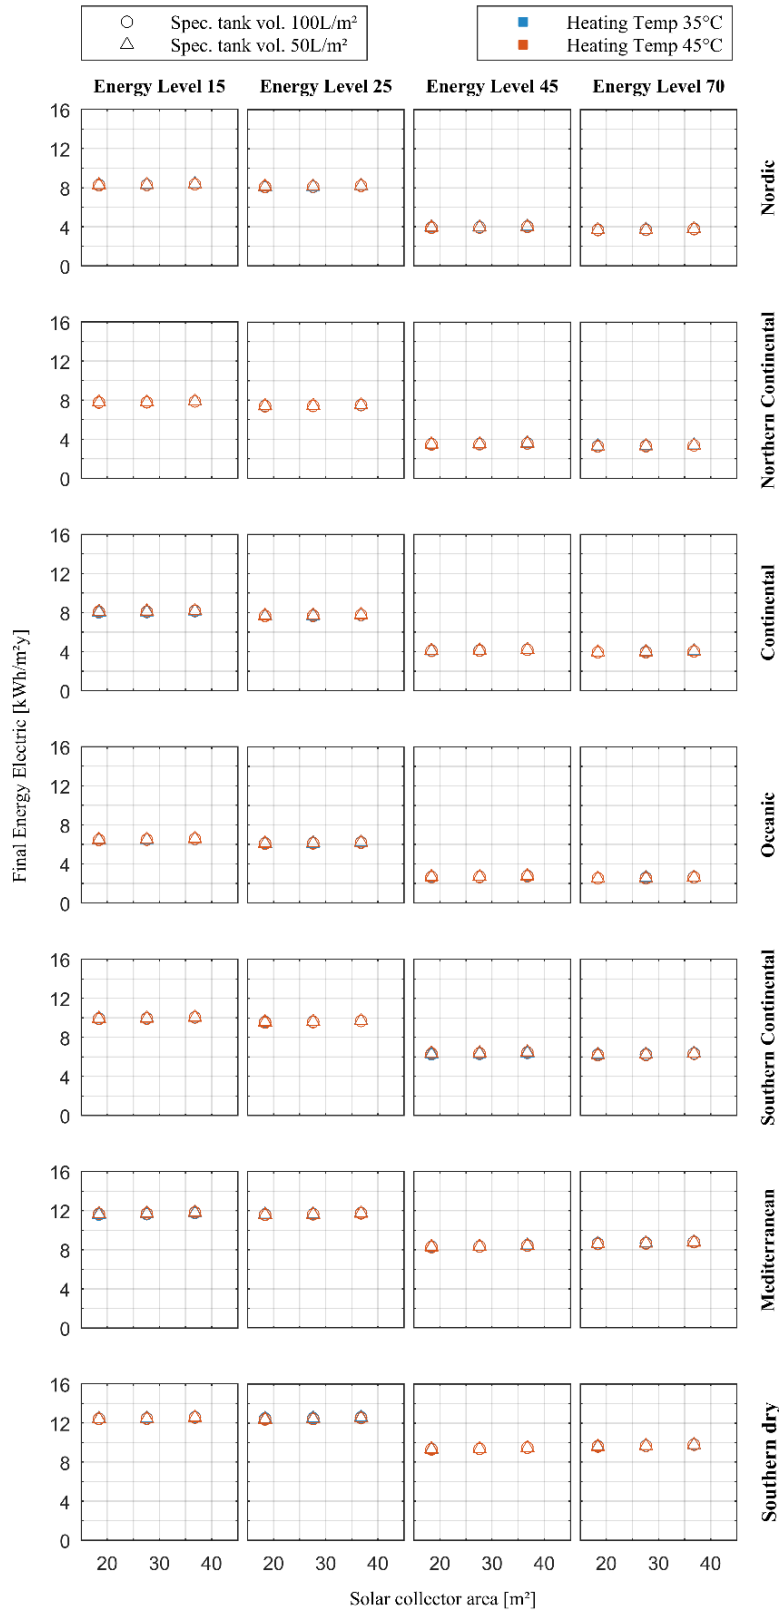 Spec. tank vol. 100L/m²
Spec. tank vol. 50L/m²
Heating Temp 35°C
Heating Temp 45°C
Energy Level 15 Energy Level 25 Energy Level 45 Energy Level 70
16
12
8
4
0
Nordic
16
12
8
4
0
Northern Continental
16
12
8
4
0
Continental
Final Energy Electric [kWh/m²y]
16
12
8
4
0
Oceanic
16
12
8
4
0
Southern Continental
16
12
8
4
0
Mediterranean
16
12
8
4
0
Southern dry
20 30 40 20 30 40 20 30 40 20 30 40
Solar collector area [m²]